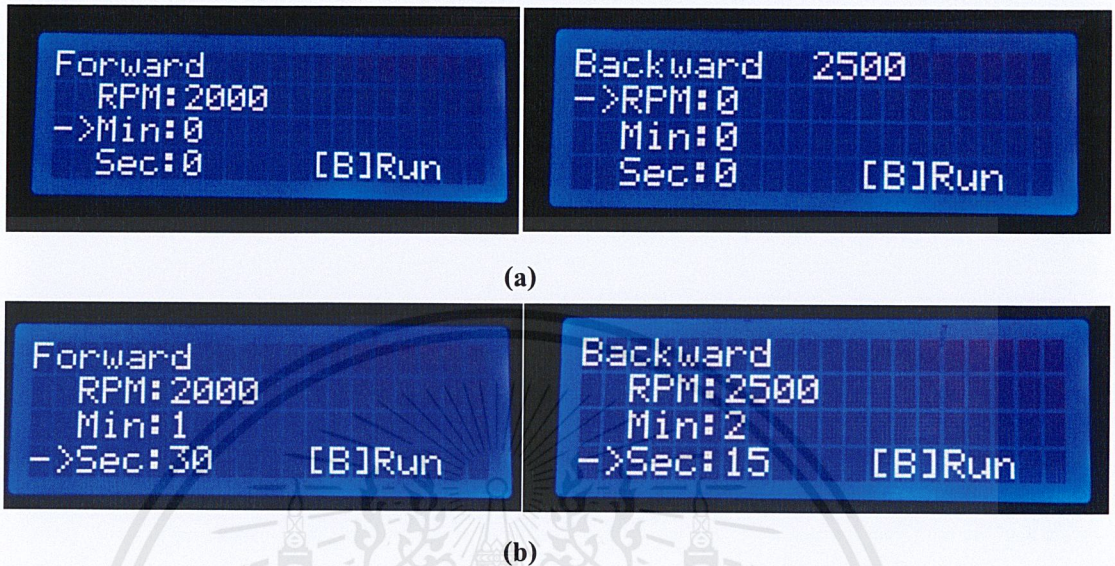 Forward
RPM:2000
->Min:0
Sec:0 [B]Run
Backward 2500
->RPM:0
Min:0
Sec:0 [B]Run
(a)
Forward
RPM:2000
Min:1
->Sec:30 [B]Run
Backward
RPM:2500
Min:2
->Sec:15 [B]Run
(b)